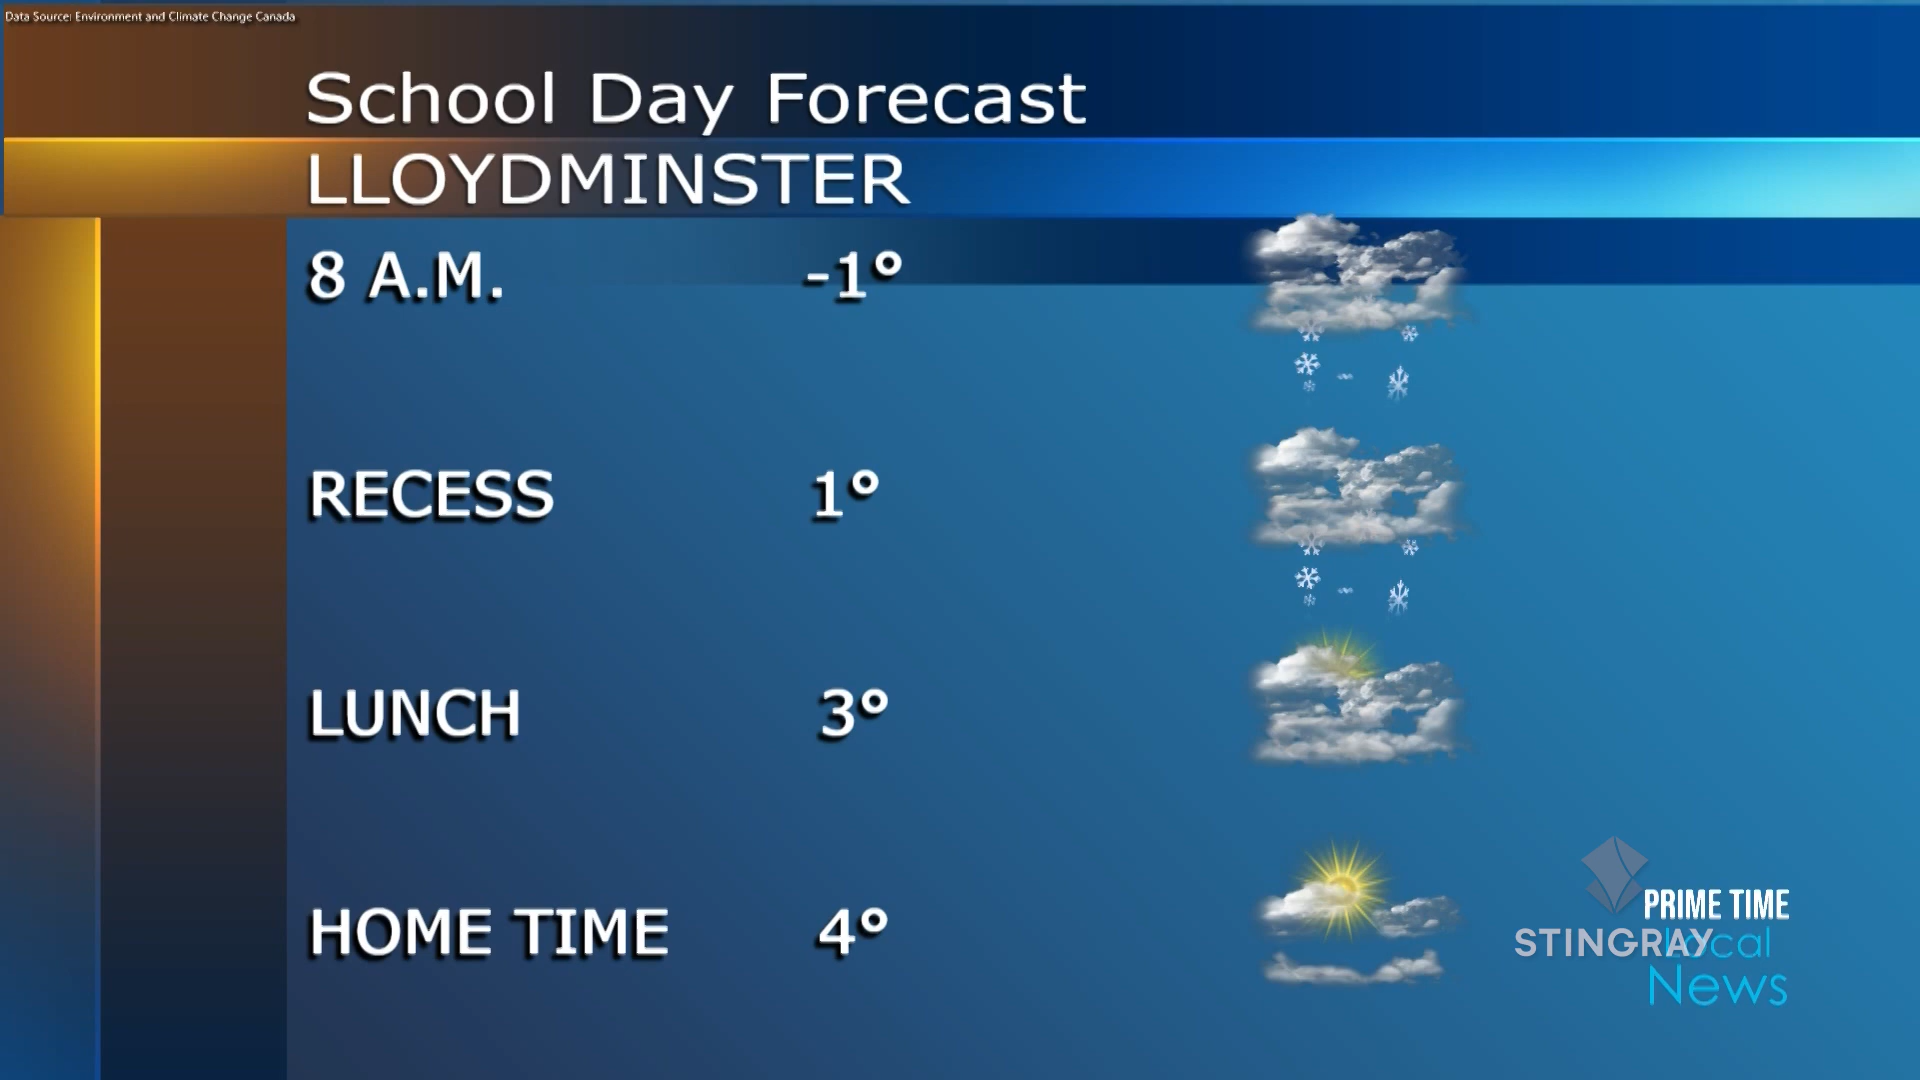 Data Source: Environment and Climate Change Canada
School Day Forecast
LLOYDMINSTER
8 A.M. -1°
RECESS 1°
LUNCH 3°
HOME TIME 4°
PRIME TIME
STINGRAY
Local
News